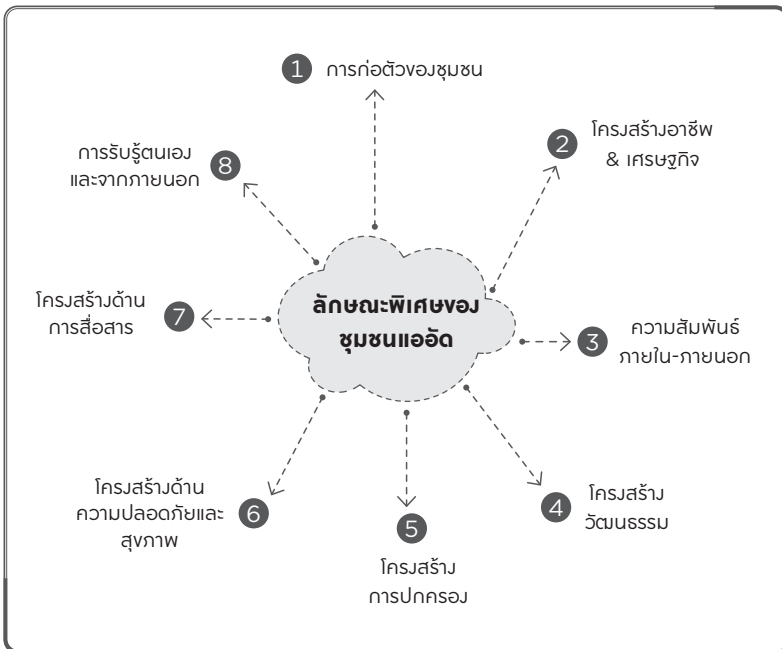 ลักษณะพิเศษของ
ชุมชนแออัด
1 การก่อตัวของชุมชน
2 โครงสร้างอาชีพ
& เศรษฐกิจ
3 ความสัมพันธ์
ภายใน-ภายนอก
4 โครงสร้าง
วัฒนธรรม
5
โครงสร้าง
การปกครอง
6 โครงสร้างด้าน
ความปลอดภัยและ
สุขภาพ
7 โครงสร้างด้าน
การสื่อสาร
8 การรับรู้ตนเอง
และจากภายนอก